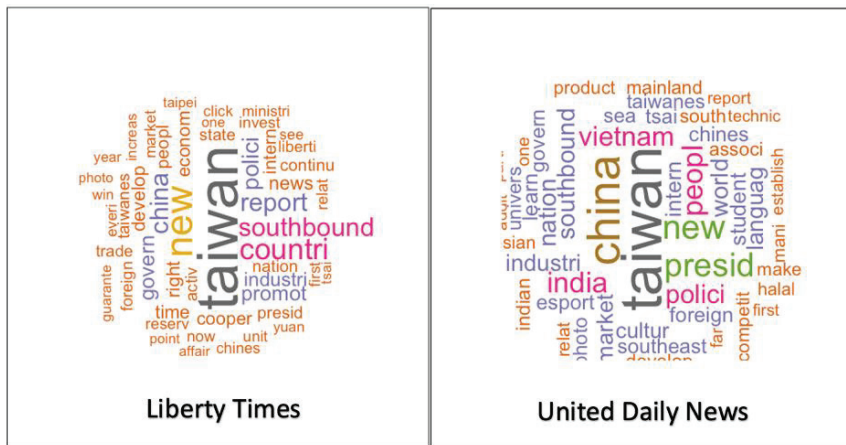 taipei
click ministri
one invest
state see
liberti
increas
market
peopl
econom
polici
intern
continu
news
relat
year
photo
win
everi
taiwanes
develop
china
new
taiwan
report
southbound
countri
trade
govern
right
activ
nation
first
tsai
industri
promot
guarante
foreign
time
reserv
cooper
presid
yuan
point
now
unit
affair
chines
Liberty Times
product mainland
taiwanes report
sea tsai south technic
vietnam chines
associ
one
govern
learn
univers
nation
southbound
china
taiwan
intern
peopl
world
student
languag
establish
mani
sian
new
industri
presid
make
india
polici
halal
indian
esport
foreign
first
relat
photo
market
cultur
southeast
far
competit
United Daily News